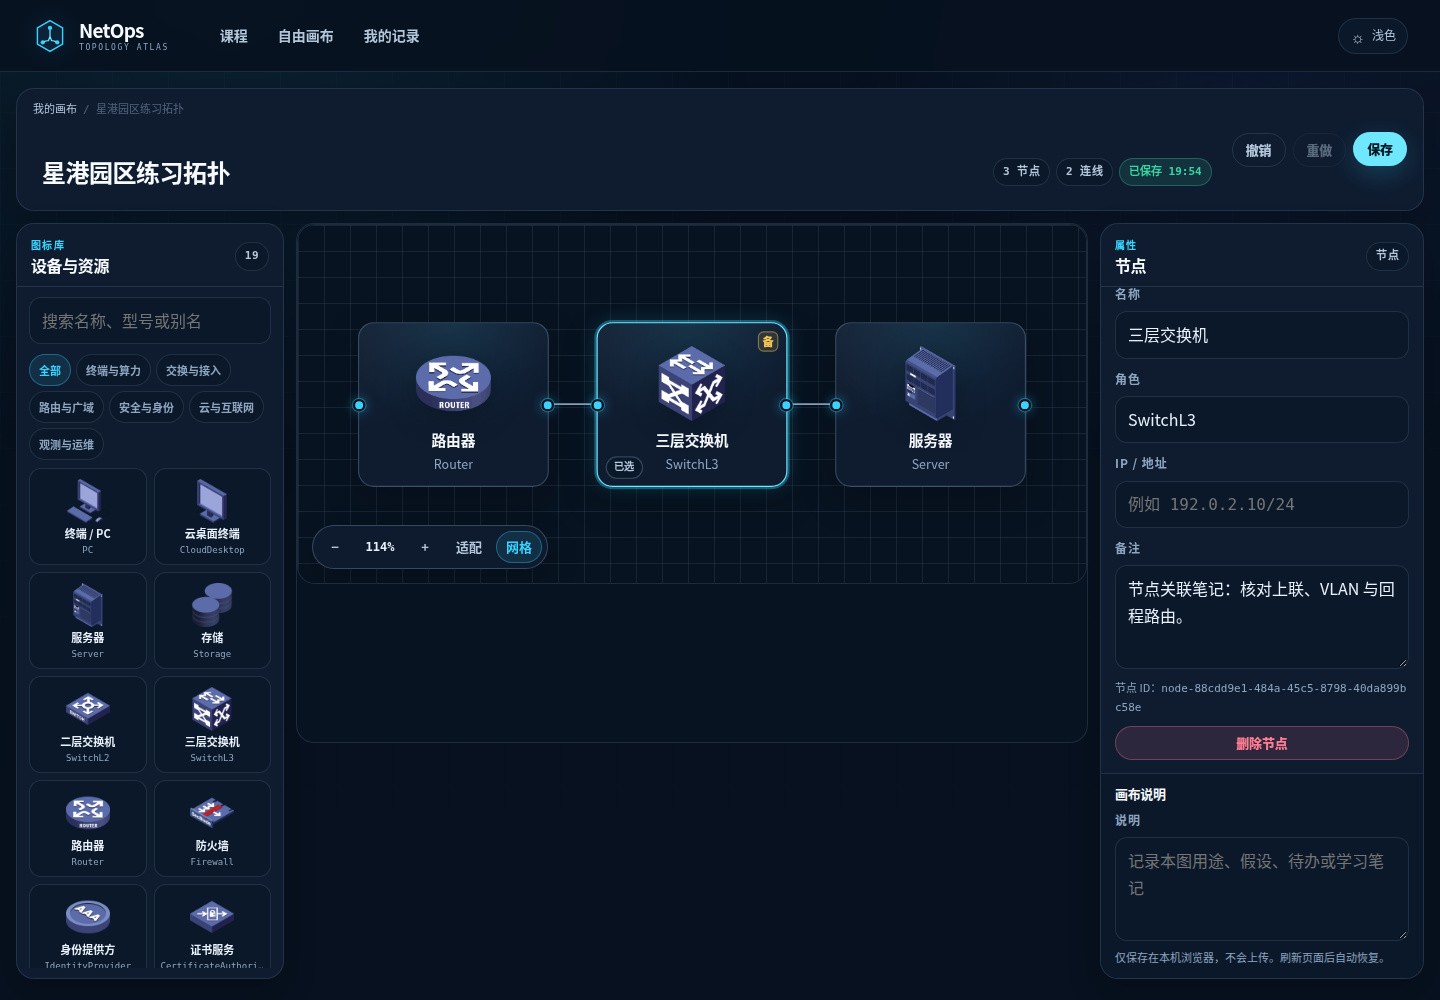 NetOps
TOPOLOGY ATLAS
课程
自由画布
我的记录
浅色
我的画布 / 星港园区练习拓扑
星港园区练习拓扑
3 节点
2 连线
已保存 19:54
撤销
重做
保存
图标库
设备与资源
19
搜索名称、型号或别名
全部
终端与算力
交换与接入
路由与广域
安全与身份
云与互联网
观测与运维
终端 / PC
PC
云桌面终端
CloudDesktop
服务器
Server
存储
Storage
二层交换机
SwitchL2
三层交换机
SwitchL3
ROUTER
路由器
Router
防火墙
Firewall
AAA
身份提供方
IdentityProvider
证书服务
CertificateAuthori…
ROUTER
路由器
Router
备
三层交换机
已选
SwitchL3
服务器
Server
−
114%
+
适配
网格
属性
节点
节点
名称
三层交换机
角色
SwitchL3
IP / 地址
例如 192.0.2.10/24
备注
节点关联笔记：核对上联、VLAN 与回
程路由。
节点 ID：node-88cdd9e1-484a-45c5-8798-40da899b
c58e
删除节点
画布说明
说明
记录本图用途、假设、待办或学习笔
记
仅保存在本机浏览器，不会上传。刷新页面后自动恢复。